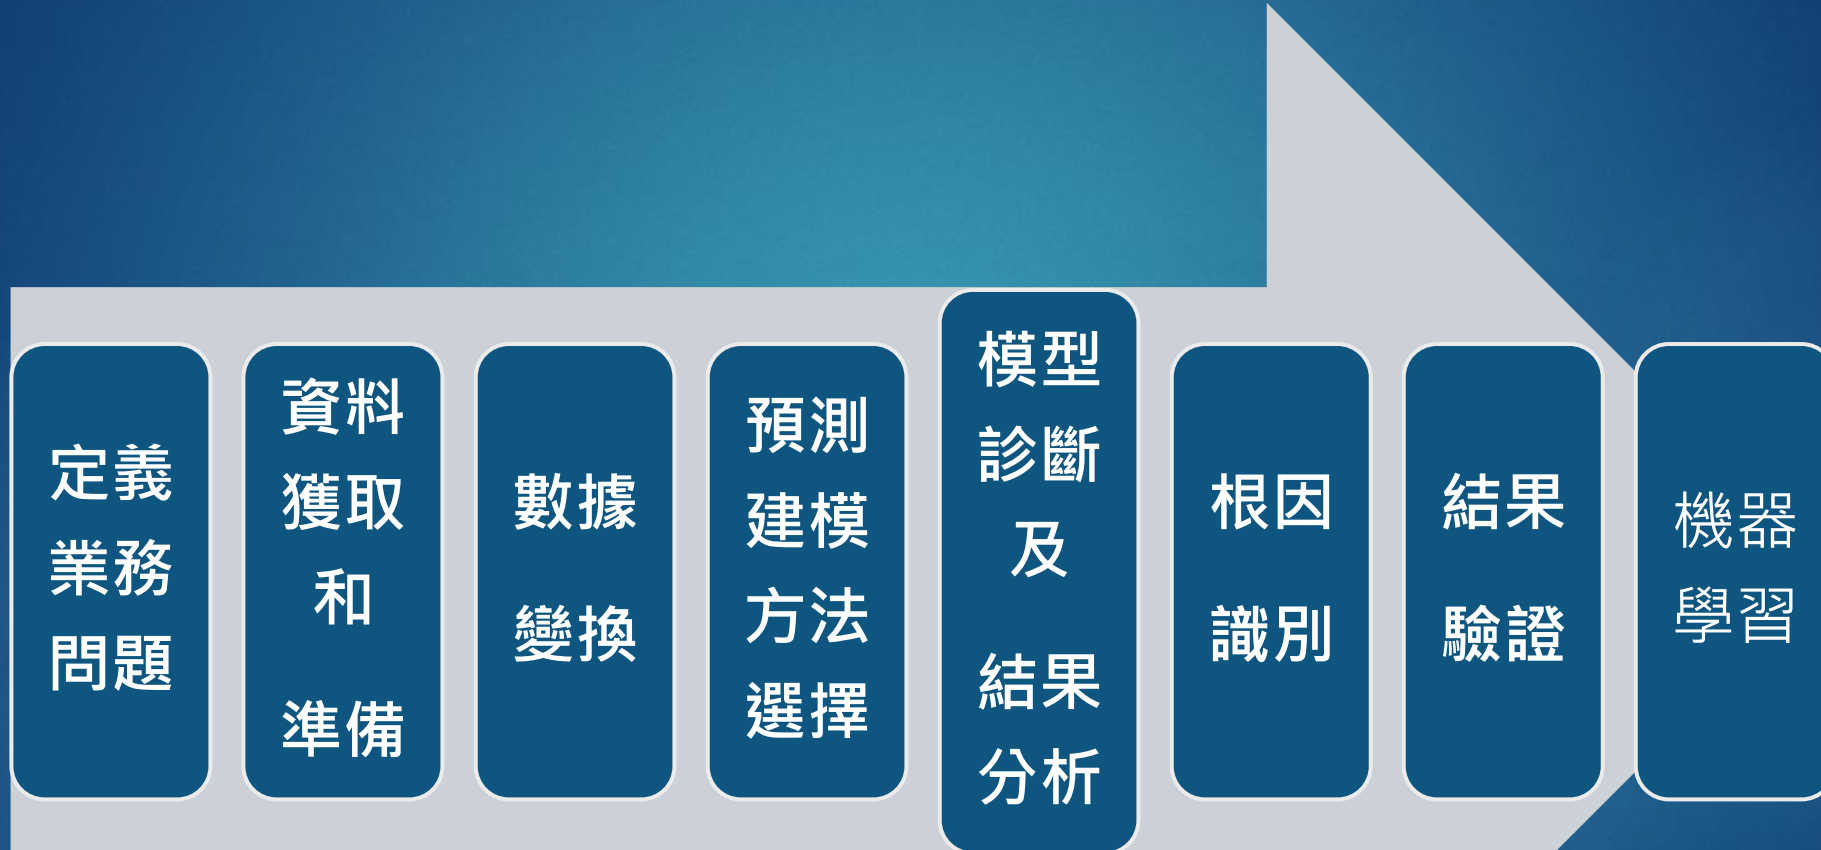 定義
業務
問題
資料
獲取
和
準備
數據
變換
預測
建模
方法
選擇
模型
診斷
及
結果
分析
根因
識別
結果
驗證
機器
學習